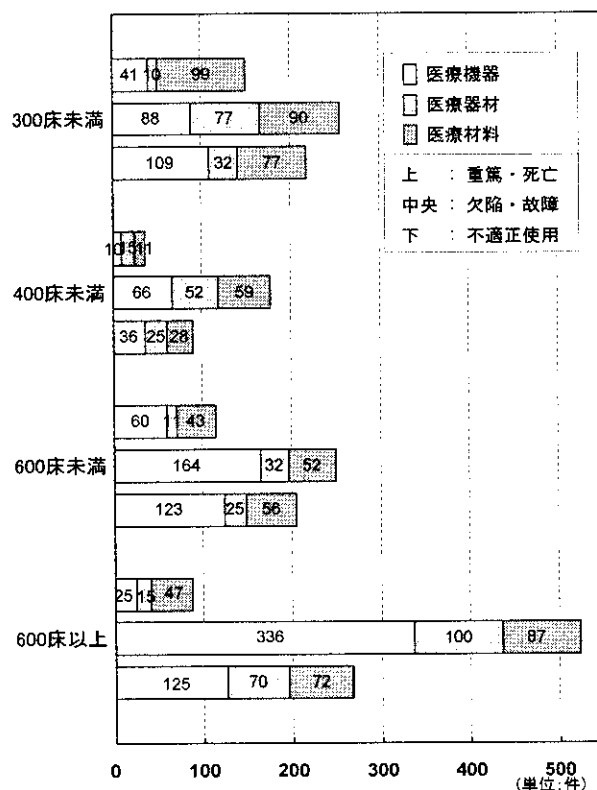 医療機器
医療器材
医療材料
上 : 重篤・死亡
中央 : 欠陥・故障
下 : 不適正使用
41 10 99
300床未満 88 77 90
109 32 77
10 15 11
400床未満 66 52 59
36 25 28
60 11 43
600床未満 164 32 52
123 25 56
25 15 47
600床以上 336 100 87
125 70 72
0 100 200 300 400 500
(単位:件)